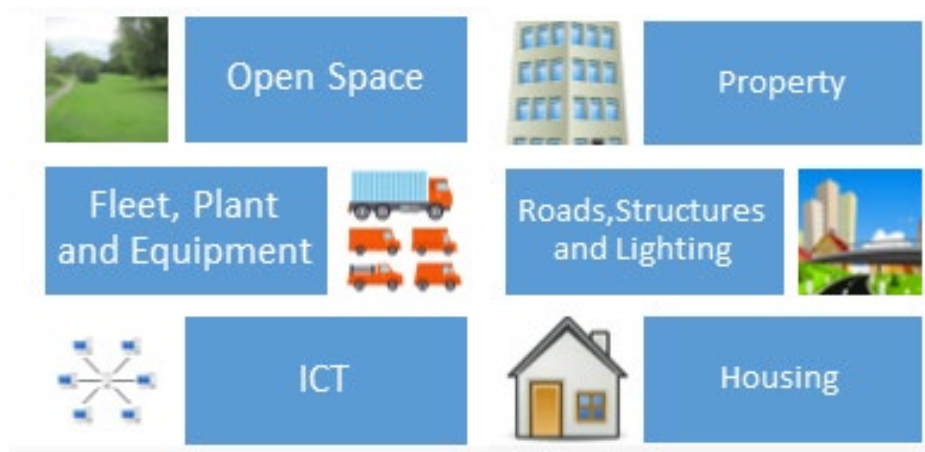 Open Space
Property
Fleet, Plant
and Equipment
Roads,Structures
and Lighting
ICT
Housing